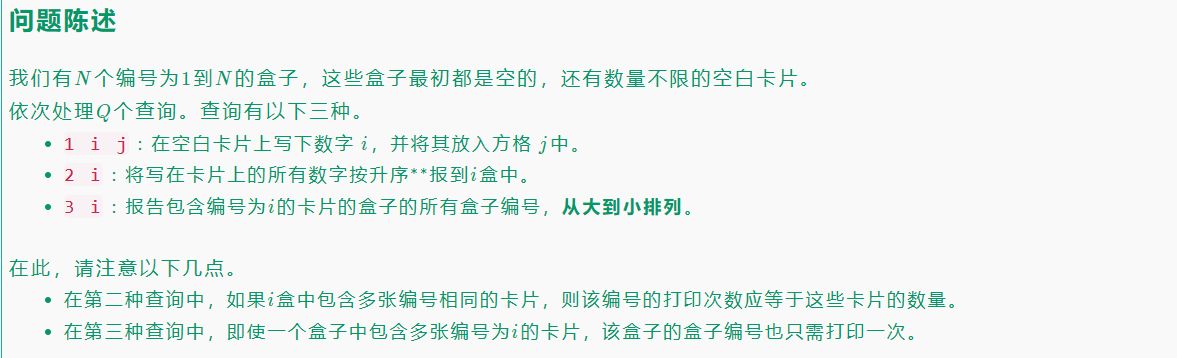 问题陈述
我们有N个编号为1到N的盒子，这些盒子最初都是空的，还有数量不限的空白卡片。
依次处理Q个查询。查询有以下三种。
• 1 i j : 在空白卡片上写下数字 i，并将其放入方格 j中。
• 2 i : 将写在卡片上的所有数字按升序**报到i盒中。
• 3 i : 报告包含编号为i的卡片的盒子的所有盒子编号，从大到小排列。
在此，请注意以下几点。
• 在第二种查询中，如果i盒中包含多张编号相同的卡片，则该编号的打印次数应等于这些卡片的数量。
• 在第三种查询中，即使一个盒子中包含多张编号为i的卡片，该盒子的盒子编号也只需打印一次。